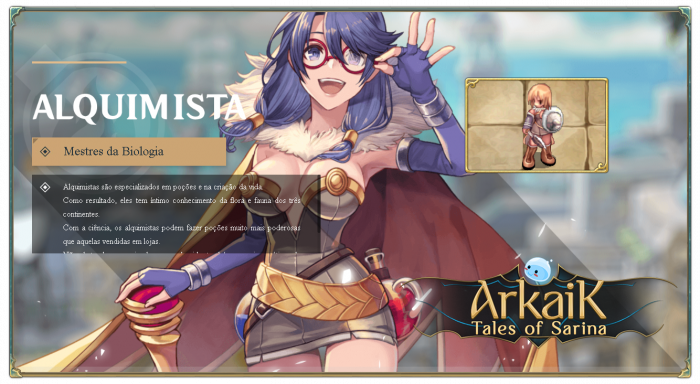 ALQUIMISTA
Mestres da Biologia
Alquimistas são especializados em poções e na criação da vida.
Como resultado, eles tem íntimo conhecimento da flora e fauna dos três
continentes.
Com a ciência, os alquimistas podem fazer poções muito mais poderosas
que aquelas vendidas em lojas.
ArkaiK
Tales of Sarina